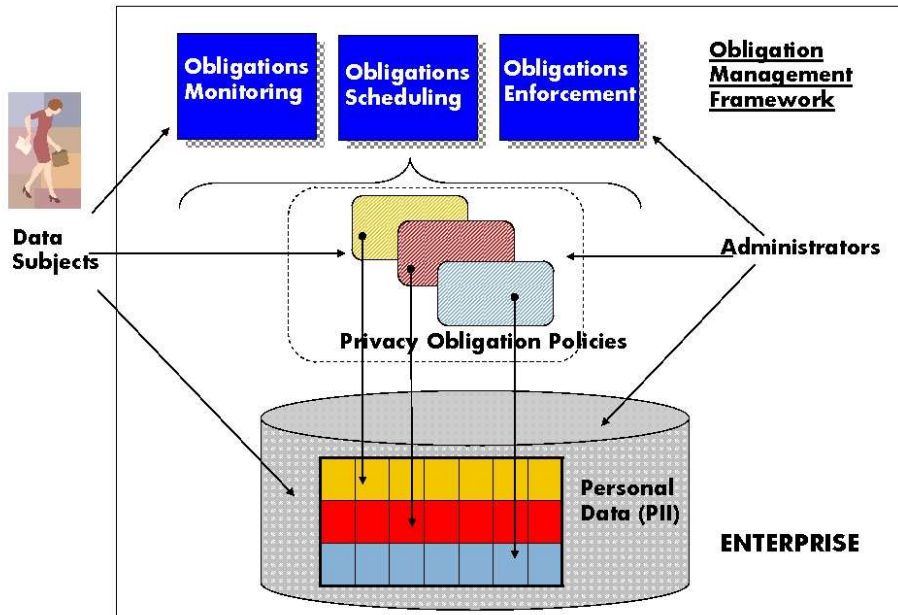 Obligations
Monitoring
Obligations
Scheduling
Obligations
Enforcement
Obligation
Management
Framework
Data
Subjects
Administrators
Privacy Obligation Policies
Personal
Data (PII)
ENTERPRISE